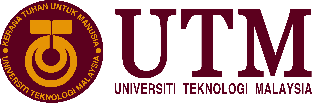 KERANA TUHAN UNTUK MANUSIA
UNIVERSITI TEKNOLOGI MALAYSIA
UTM
UNIVERSITI TEKNOLOGI MALAYSIA